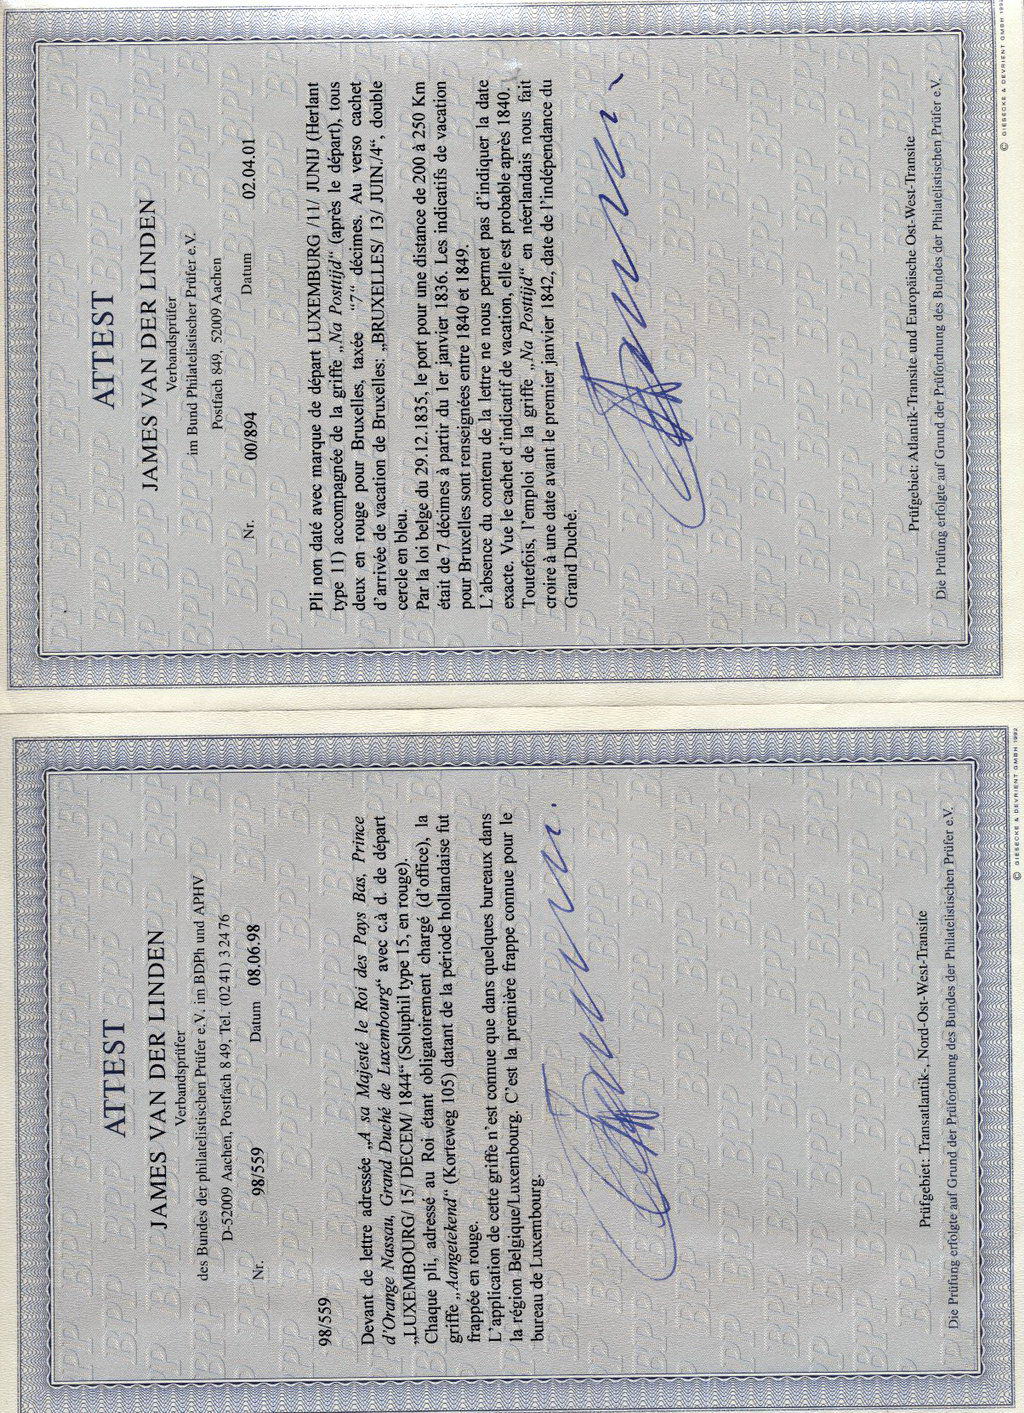 ATTEST
JAMES VAN DER LINDEN
Verbandsprüfer
im Bund Philatelistischer Prüfer e.V.
Postfach 849, 52009 Aachen
Nr. 00/894 Datum 02.04.01
Pli non daté avec marque de départ LUXEMBURG /11/ JUNIJ (Herlant
type 11) accompagnée de la griffe „Na Posttijd“ (après le départ), tous
deux en rouge pour Bruxelles, taxée “7“ décimes. Au verso cachet
d’arrivée de vacation de Bruxelles: „BRUXELLES/ 13/ JUIN./4“, double
cercle en bleu.
Par la loi belge du 29.12.1835, le port pour une distance de 200 à 250 Km
était de 7 décimes à partir du 1er janvier 1836. Les indicatifs de vacation
pour Bruxelles sont renseignées entre 1840 et 1849.
L’absence du contenu de la lettre ne nous permet pas d’indiquer la date
exacte. Vue le cachet d’indicatif de vacation, elle est probable après 1840.
Toutefois, l’emploi de la griffe „Na Posttijd“ en néerlandais nous fait
croire à une date avant le premier janvier 1842, date de l’indépendance du
Grand Duché.
Prüfgebiet: Atlantik-Transite und Europäische Ost-West-Transite
Die Prüfung erfolgte auf Grund der Prüfordnung des Bundes der Philatelistischen Prüfer e.V.
© GIESECKE & DEVRIENT GMBH 1992
ATTEST
JAMES VAN DER LINDEN
Verbandsprüfer
des Bundes der philatelistischen Prüfer e.V. im BDPh und APHV
D-52009 Aachen, Postfach 8 49, Tel. (02 41) 3 24 76
Nr. 98/559 Datum 08.06.98
98/559
Devant de lettre adressée „A sa Majesté le Roi des Pays Bas, Prince
d’Orange Nassau, Grand Duché de Luxembourg“ avec c.à d. de départ
„LUXEMBOURG/ 15/ DECEM/ 1844“ (Soluphil type 15, en rouge).
Chaque pli, adressé au Roi étant obligatoirement chargé (d’office), la
griffe „Aangetekend“ (Korteweg 105) datant de la période hollandaise fut
frappée en rouge.
L’application de cette griffe n’est connue que dans quelques bureaux dans
la région Belgique/Luxembourg. C’est la première frappe connue pour le
bureau de Luxembourg.
Prüfgebiet: Transatlantik-, Nord-Ost-West-Transite
Die Prüfung erfolgte auf Grund der Prüfordnung des Bundes der Philatelistischen Prüfer e.V.
© GIESECKE & DEVRIENT GMBH 1992